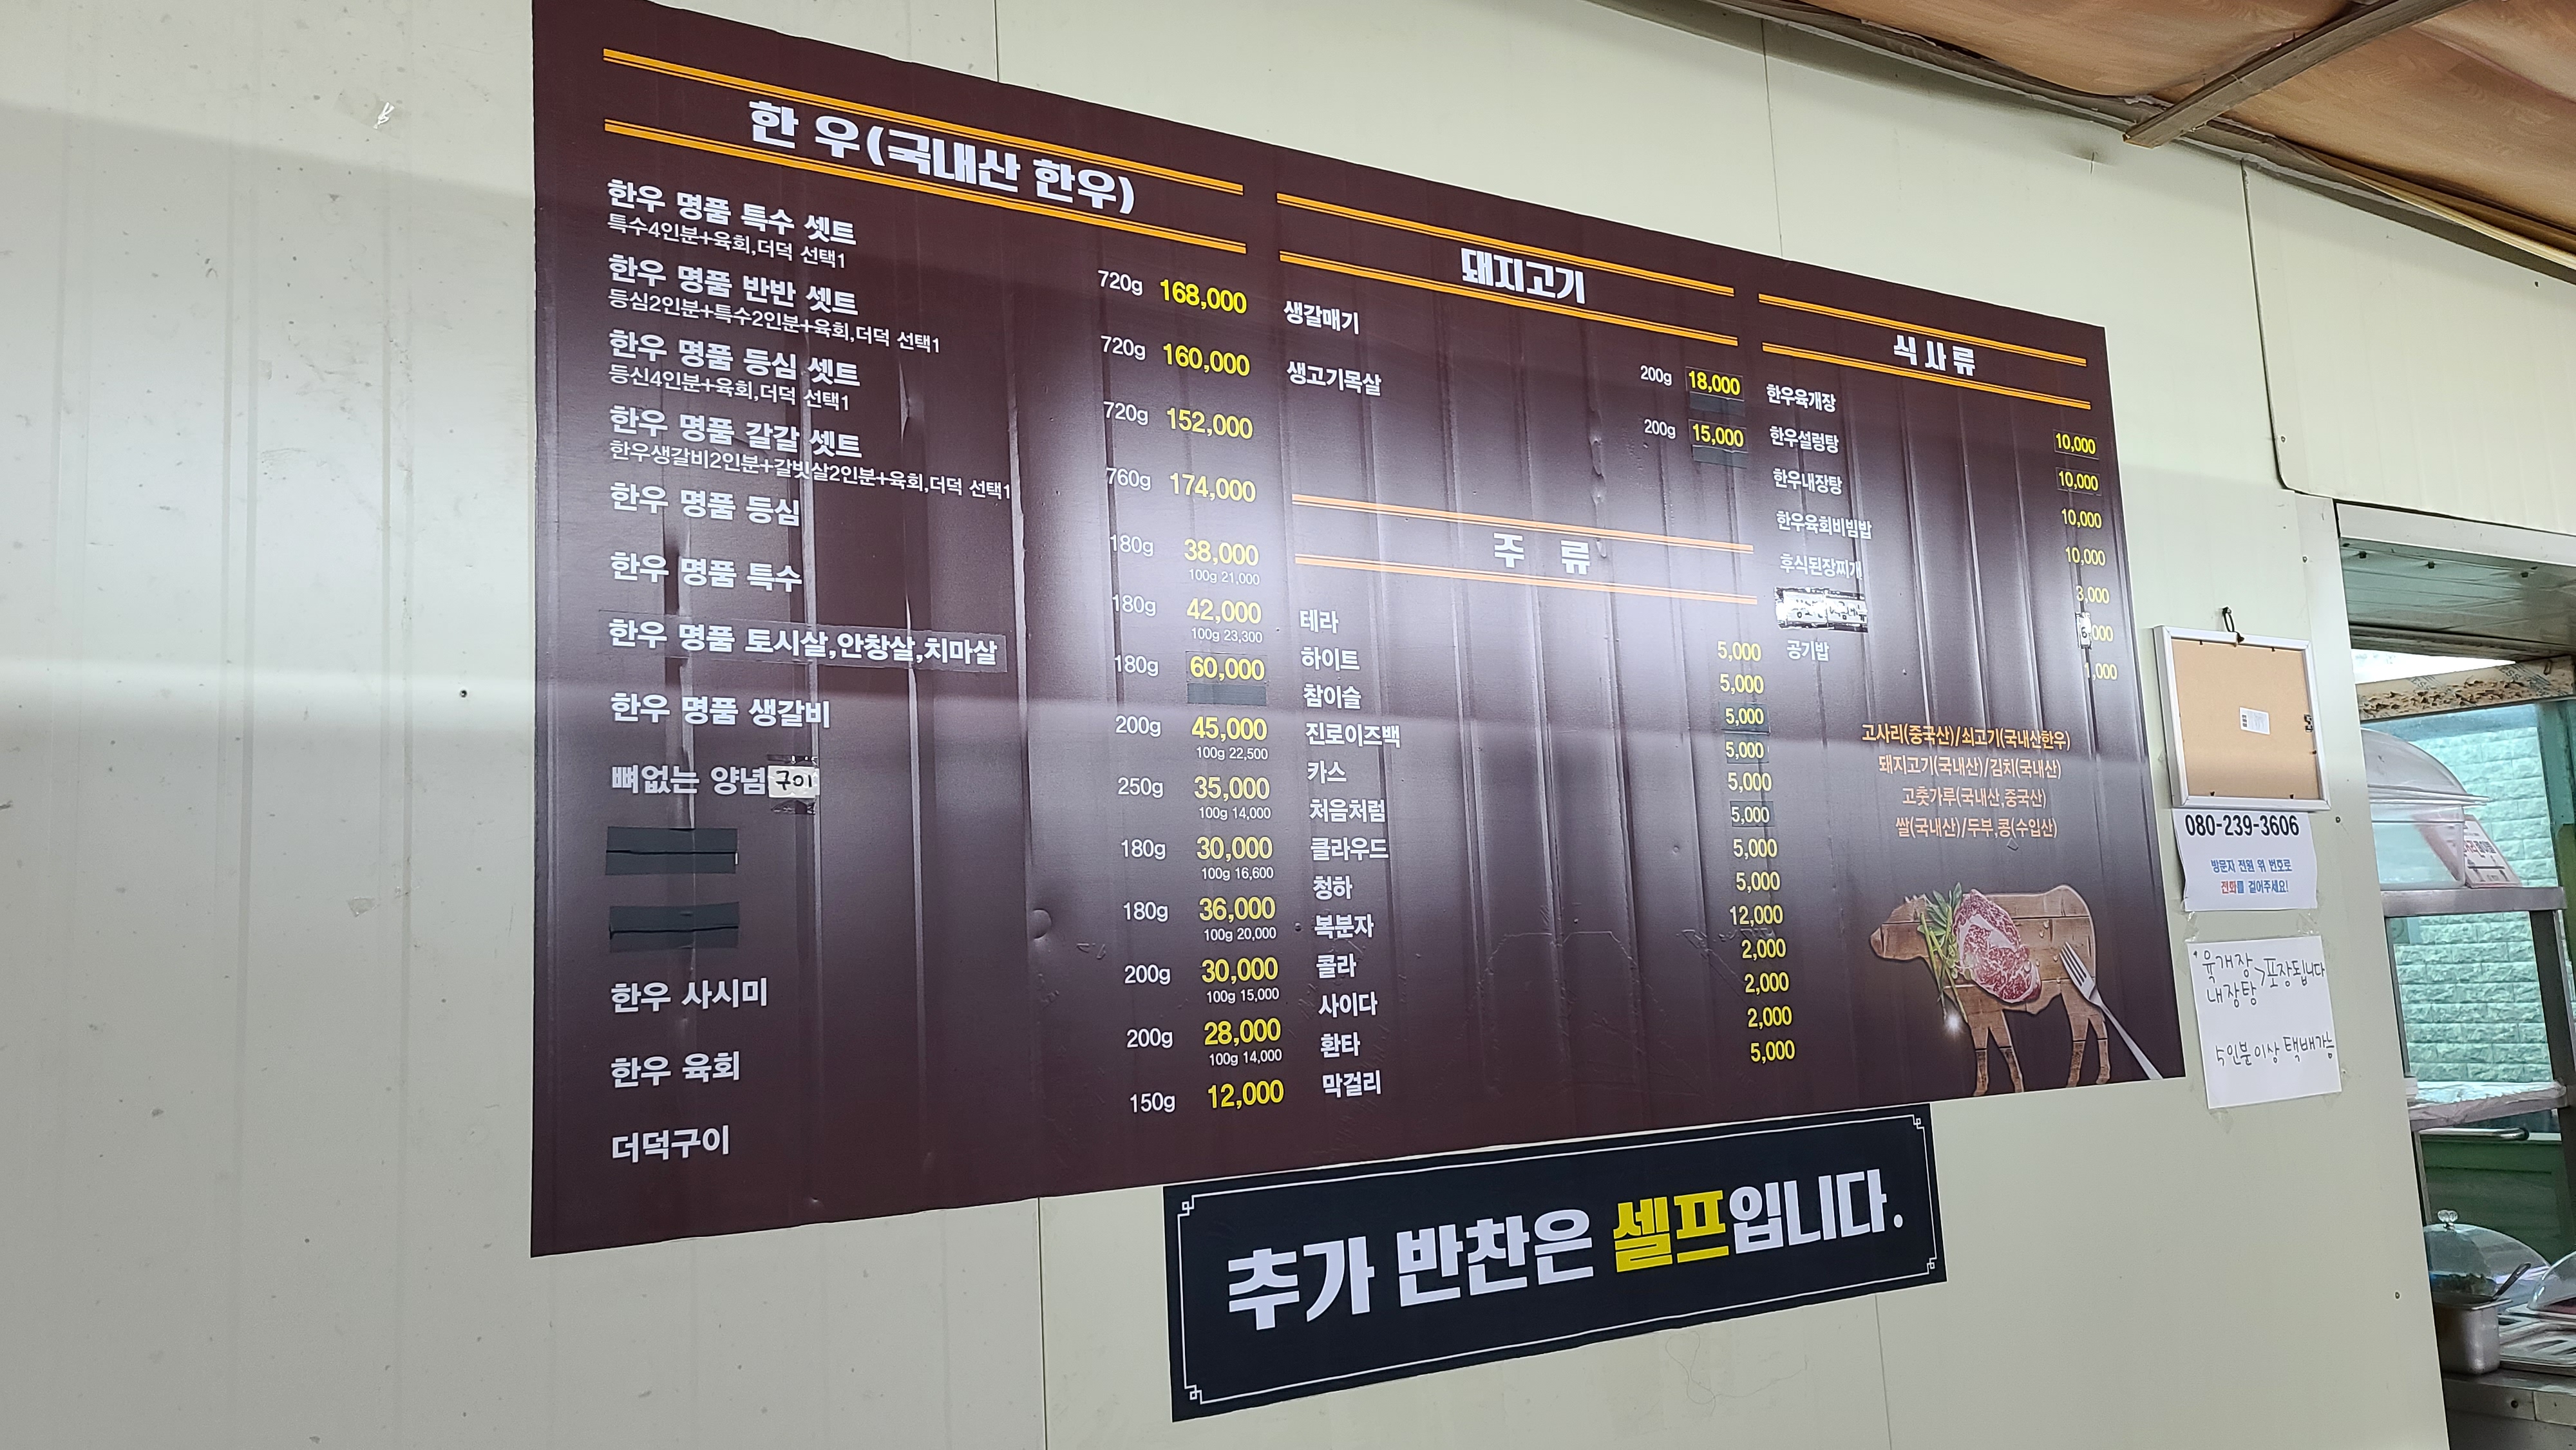 한 우(국내산 한우)
한우 명품 특수 셋트
특수4인분+육회,더덕 선택1
720g 168,000
한우 명품 반반 셋트
등심2인분+특수2인분+육회,더덕 선택1
720g 160,000
한우 명품 등심 셋트
등신4인분+육회,더덕 선택1
720g 152,000
한우 명품 갈갈 셋트
한우생갈비2인분+갈빗살2인분+육회,더덕 선택1
760g 174,000
한우 명품 등심
180g 38,000
100g 21,000
한우 명품 특수
180g 42,000
100g 23,300
한우 명품 토시살,안창살,치마살
180g 60,000
한우 명품 생갈비
200g 45,000
100g 22,500
뼈없는 양념구이
250g 35,000
100g 14,000
180g 30,000
100g 16,600
180g 36,000
100g 20,000
한우 사시미
200g 30,000
100g 15,000
한우 육회
200g 28,000
100g 14,000
더덕구이
150g 12,000
돼지고기
생갈매기
200g 18,000
생고기목살
200g 15,000
주 류
테라
5,000
하이트
5,000
참이슬
5,000
진로이즈백
5,000
카스
5,000
처음처럼
5,000
클라우드
5,000
청하
5,000
복분자
12,000
콜라
2,000
사이다
2,000
환타
2,000
막걸리
5,000
식 사 류
한우육개장
10,000
한우설렁탕
10,000
한우내장탕
10,000
한우육회비빔밥
10,000
후식된장찌개
3,000
공기밥
1,000
고사리(중국산)/쇠고기(국내산한우)
돼지고기(국내산)/김치(국내산)
고춧가루(국내산,중국산)
쌀(국내산)/두부,콩(수입산)
추가 반찬은 셀프입니다.
080-239-3606
방문자 전원 위 번호로
전화를 걸어주세요!
육개장
내장탕 >포장됩니다
5인분이상 택배가능